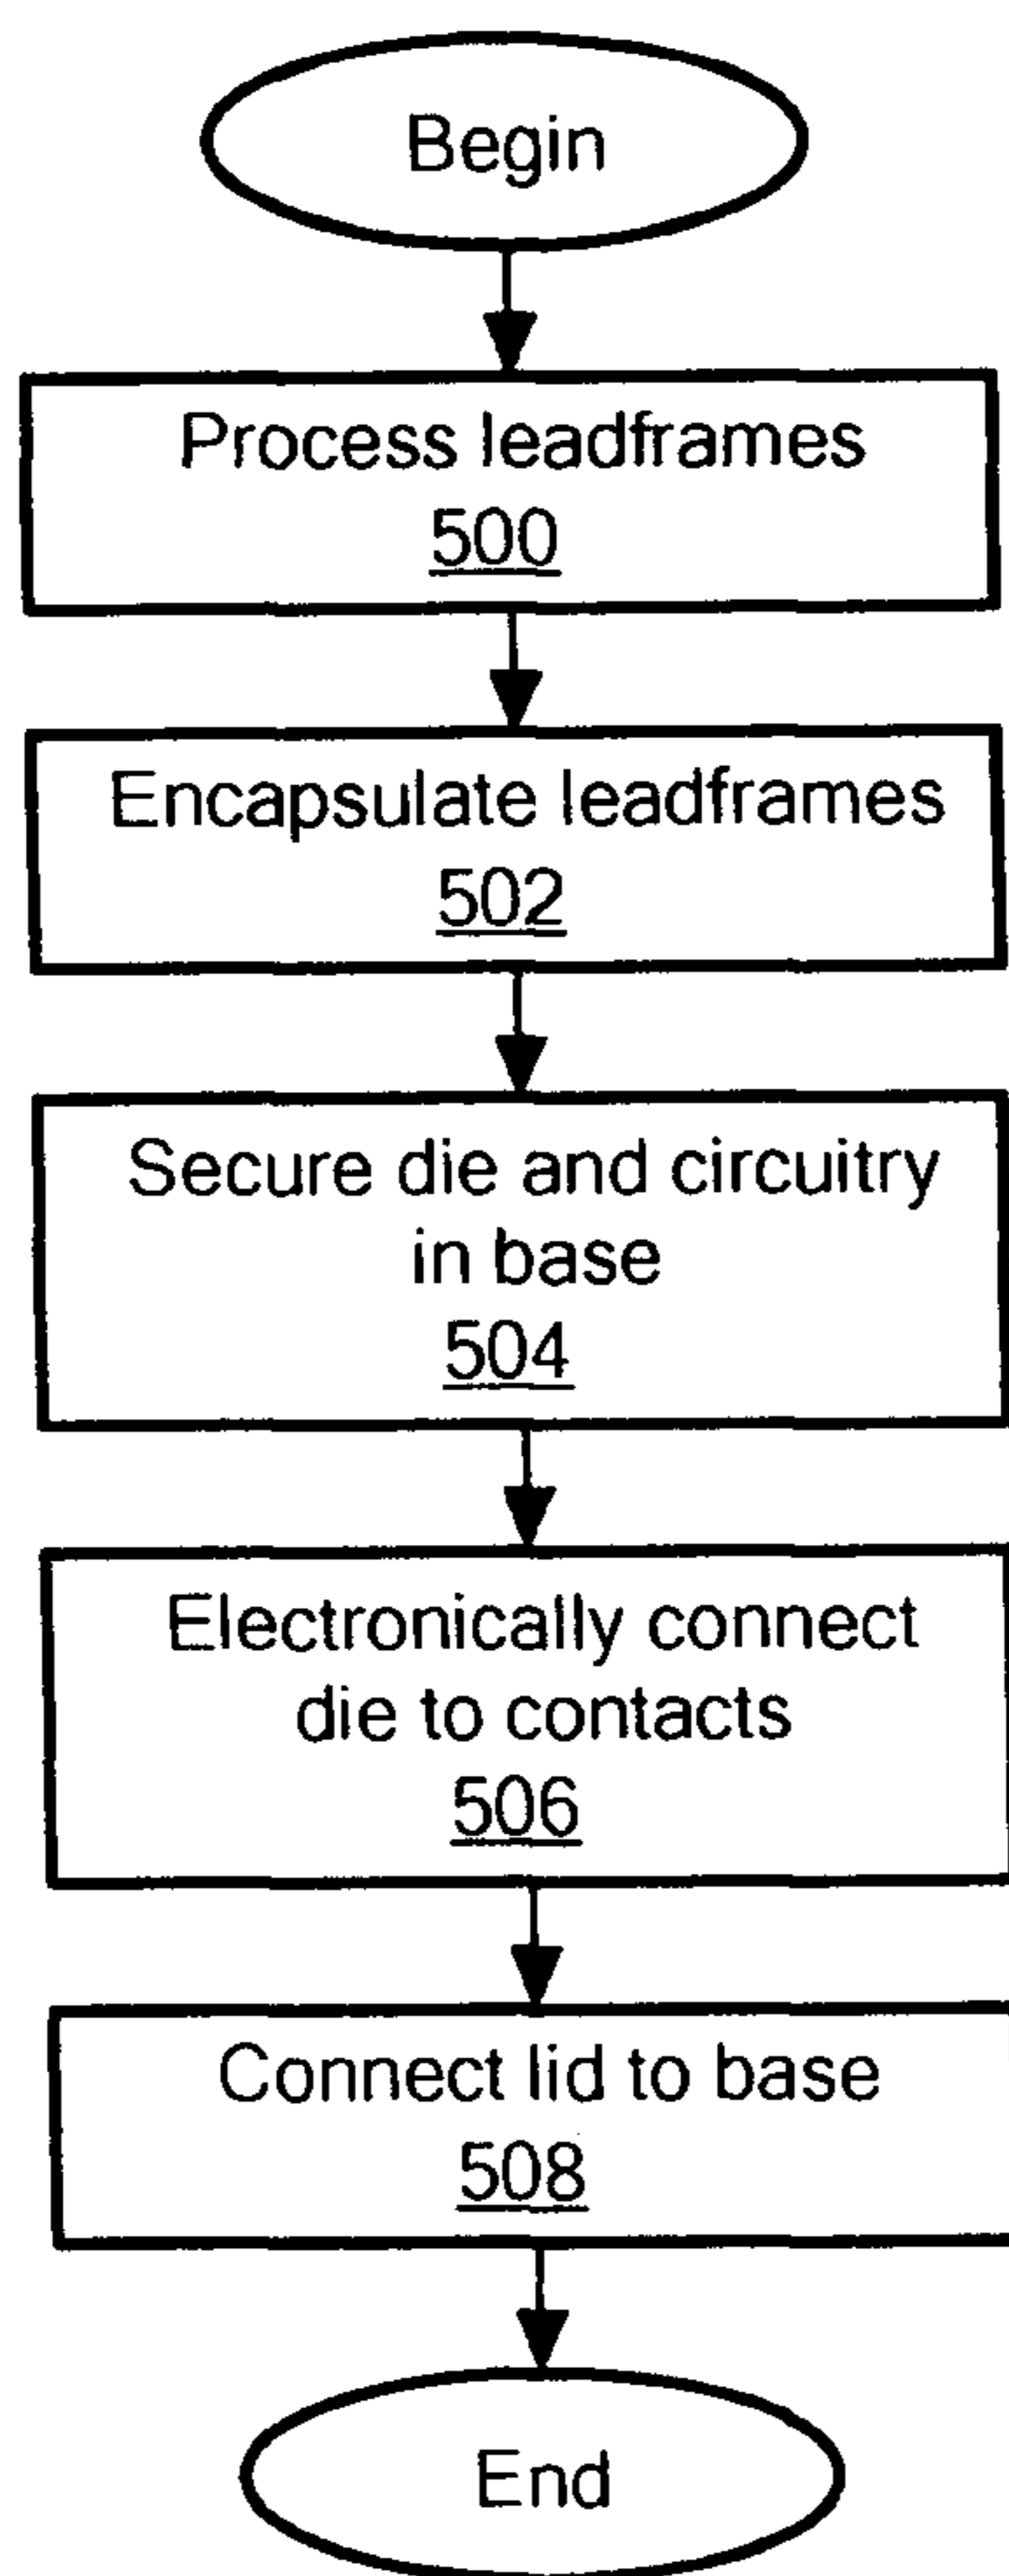 Begin
Process leadframes
500
Encapsulate leadframes
502
Secure die and circuitry
in base
504
Electronically connect
die to contacts
506
Connect lid to base
508
End